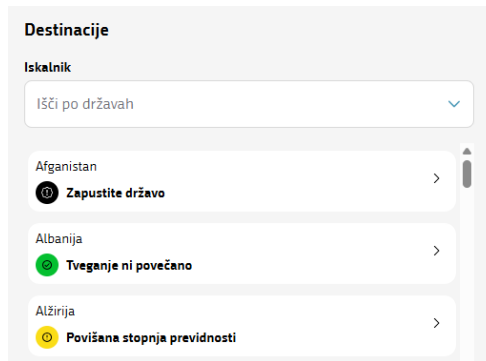 Destinacije
Iskalnik
Išči po državah
Afganistan
Zapustite državo
Albanija
Tveganje ni povečano
Alžirija
Povišana stopnja previdnosti